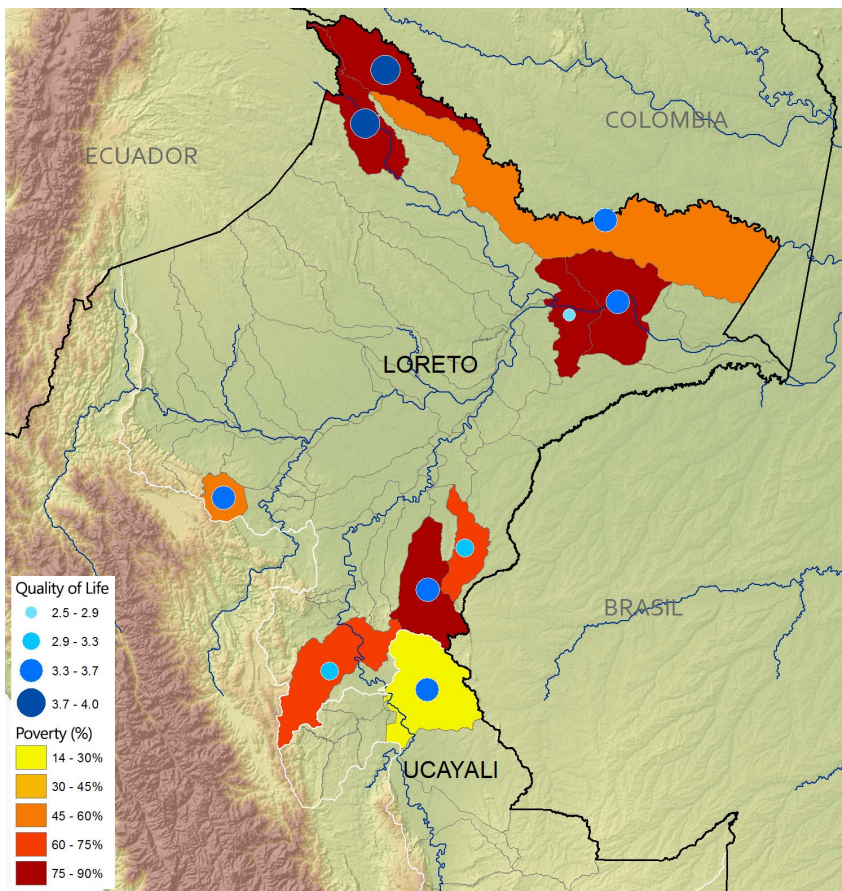 COLOMBIA
ECUADOR
LORETO
BRASIL
UCAYALI
Quality of Life
2.5 - 2.9
2.9 - 3.3
3.3 - 3.7
3.7 - 4.0
Poverty (%)
14 - 30%
30 - 45%
45 - 60%
60 - 75%
75 - 90%